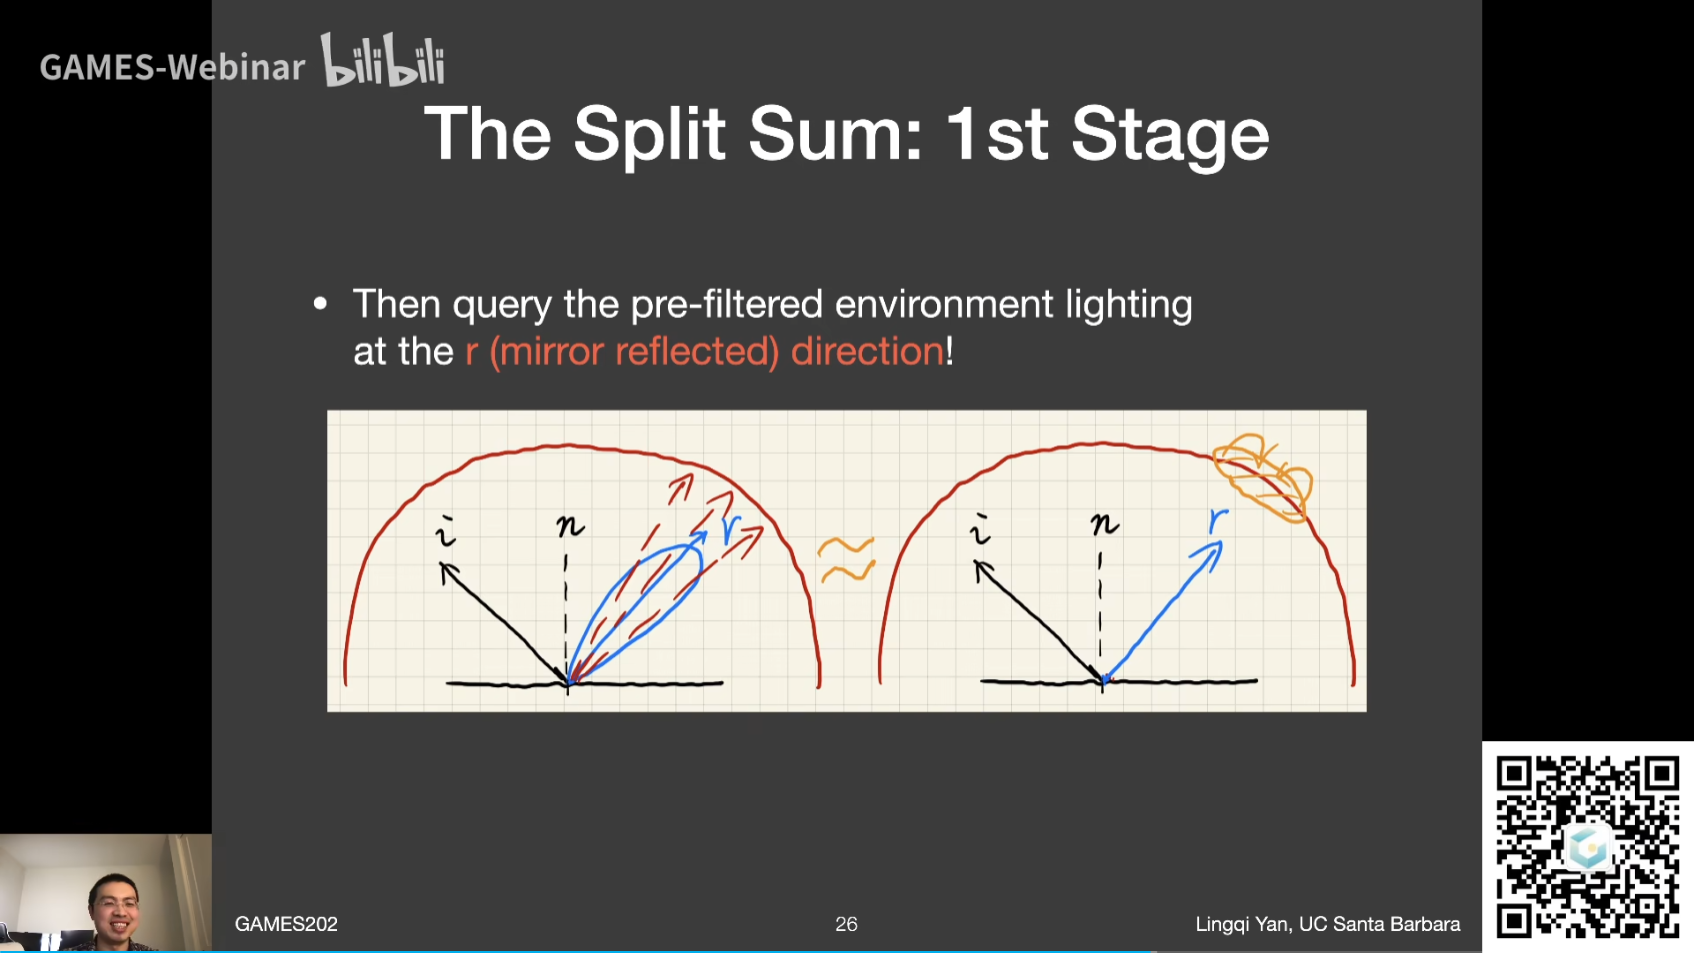 GAMES-Webinar bilibili
The Split Sum: 1st Stage
• Then query the pre-filtered environment lighting
at the r (mirror reflected) direction!
i n r ≈ i n r
GAMES202 26 Lingqi Yan, UC Santa Barbara